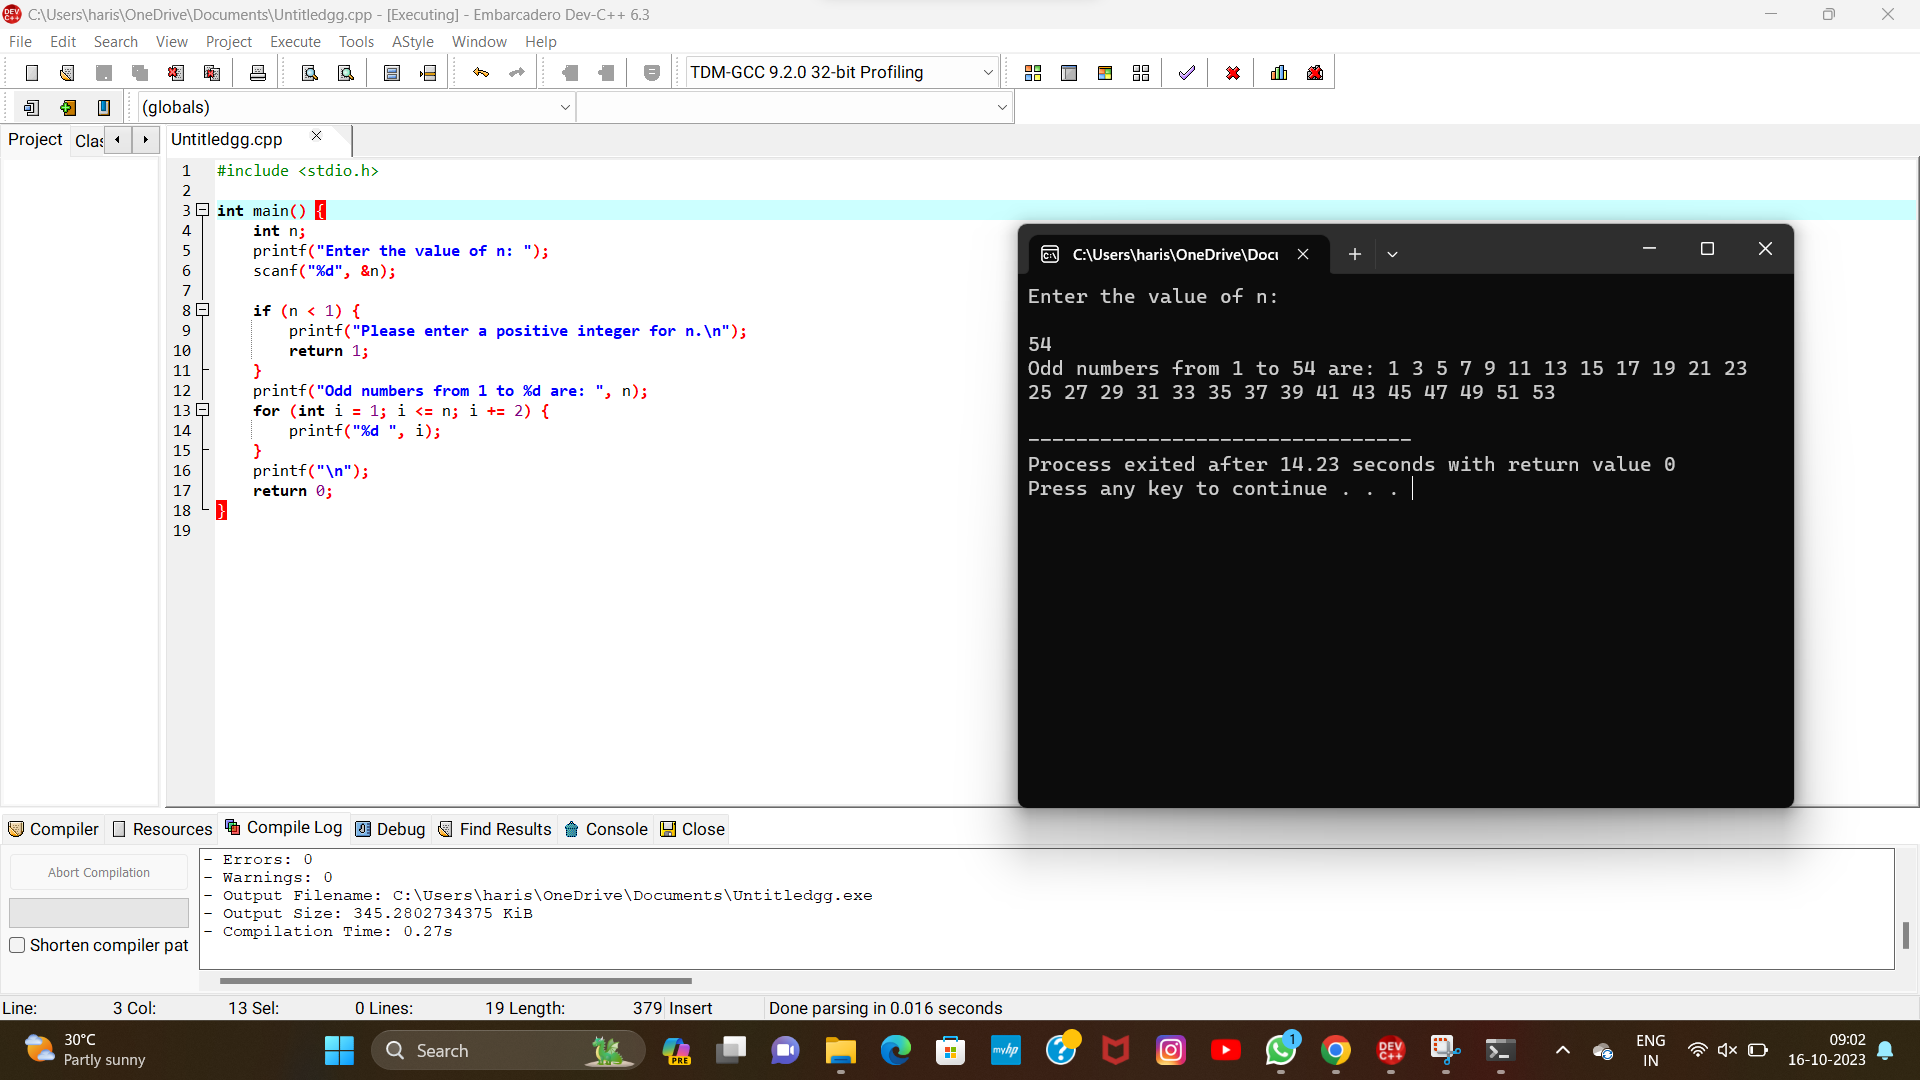 C:\Users\haris\OneDrive\Documents\Untitledgg.cpp - [Executing] - Embarcadero Dev-C++ 6.3
File Edit Search View Project Execute Tools AStyle Window Help
TDM-GCC 9.2.0 32-bit Profiling
(globals)
Project Clas
Untitledgg.cpp
1 #include <stdio.h>
2
3 int main() {
4 int n;
5 printf("Enter the value of n: ");
6 scanf("%d", &n);
7
8 if (n < 1) {
9 printf("Please enter a positive integer for n.\n");
10 return 1;
11 }
12 printf("Odd numbers from 1 to %d are: ", n);
13 for (int i = 1; i <= n; i += 2) {
14 printf("%d ", i);
15 }
16 printf("\n");
17 return 0;
18 }
19
C:\Users\haris\OneDrive\Docu
Enter the value of n:
54
Odd numbers from 1 to 54 are: 1 3 5 7 9 11 13 15 17 19 21 23
25 27 29 31 33 35 37 39 41 43 45 47 49 51 53
--------------------------------
Process exited after 14.23 seconds with return value 0
Press any key to continue . . .
Compiler Resources Compile Log Debug Find Results Console Close
Abort Compilation
Shorten compiler pat
- Errors: 0
- Warnings: 0
- Output Filename: C:\Users\haris\OneDrive\Documents\Untitledgg.exe
- Output Size: 345.2802734375 KiB
- Compilation Time: 0.27s
Line: 3 Col: 13 Sel: 0 Lines: 19 Length: 379 Insert Done parsing in 0.016 seconds
30°C
Partly sunny
Search
PRE
myhp
1
DEV
C++
ENG
IN
09:02
16-10-2023